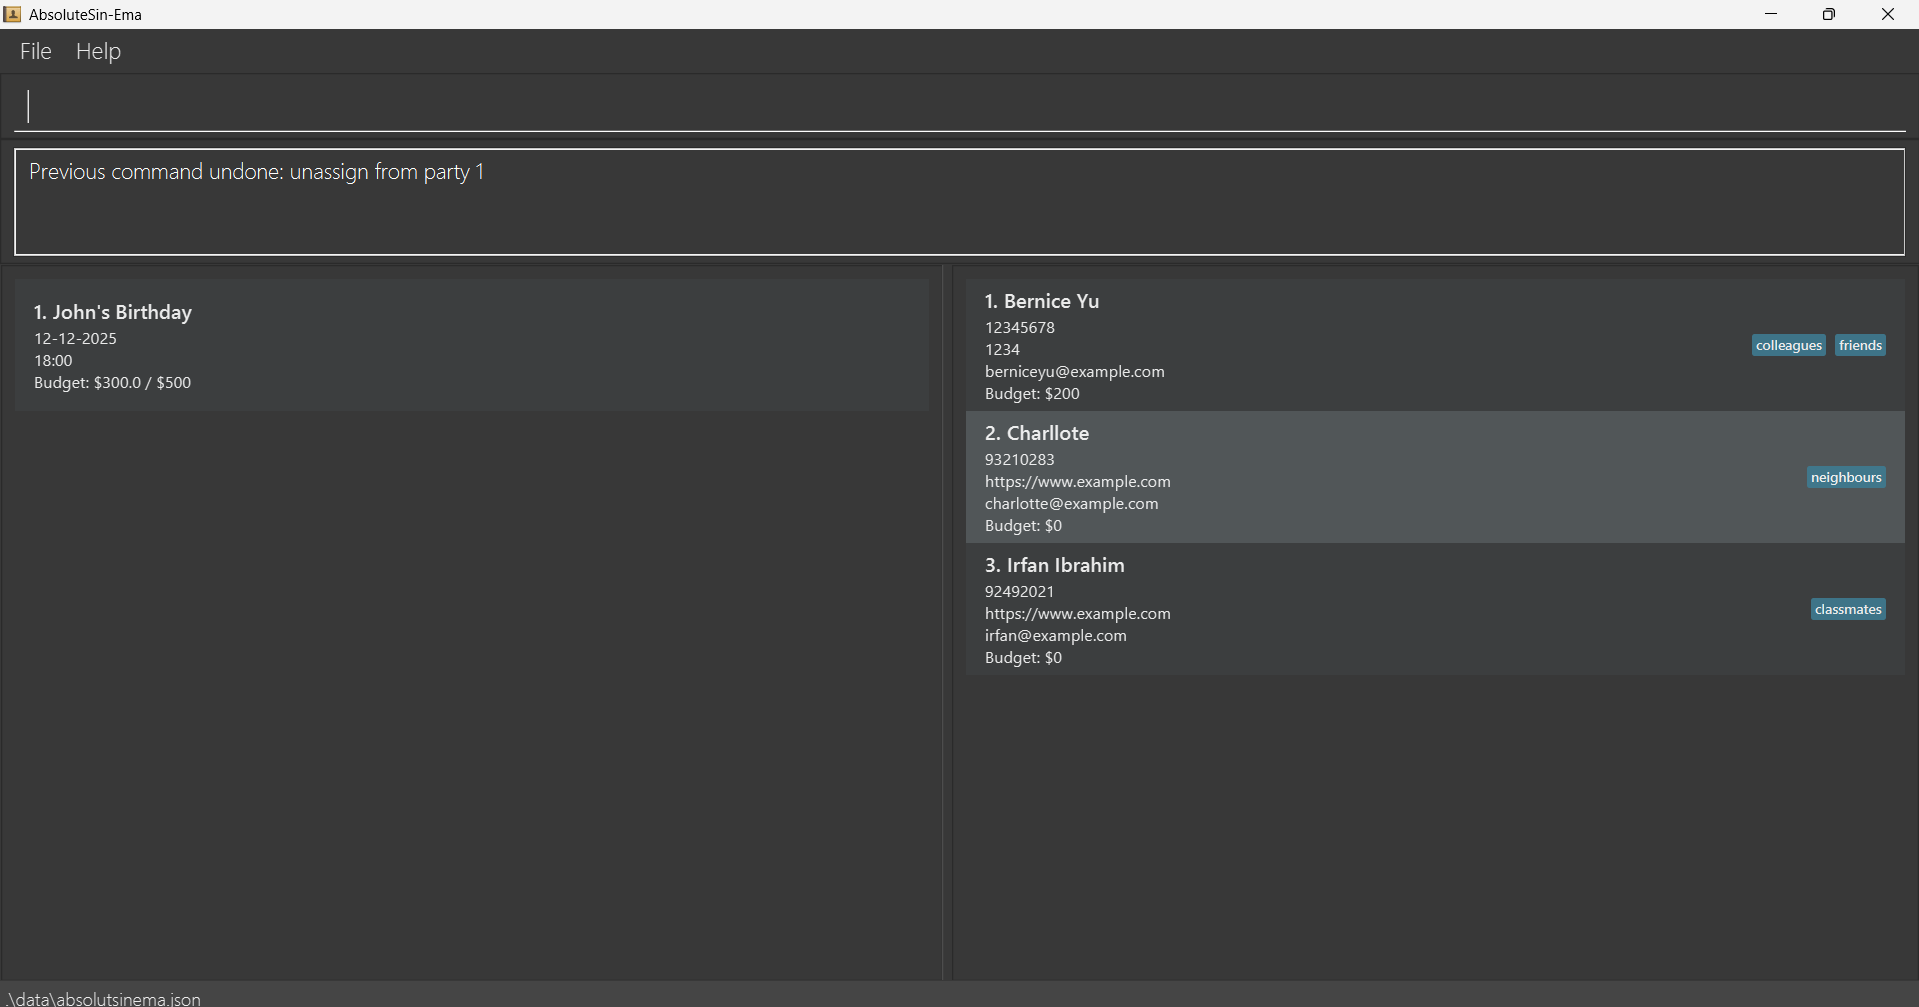 AbsoluteSin-Ema
File Help
Previous command undone: unassign from party 1
1. John's Birthday
12-12-2025
18:00
Budget: $300.0 / $500
1. Bernice Yu
12345678
1234
colleagues friends
berniceyu@example.com
Budget: $200
2. Charllote
93210283
https://www.example.com
neighbours
charlotte@example.com
Budget: $0
3. Irfan Ibrahim
92492021
https://www.example.com
classmates
irfan@example.com
Budget: $0
.\data\absolutsinema.json